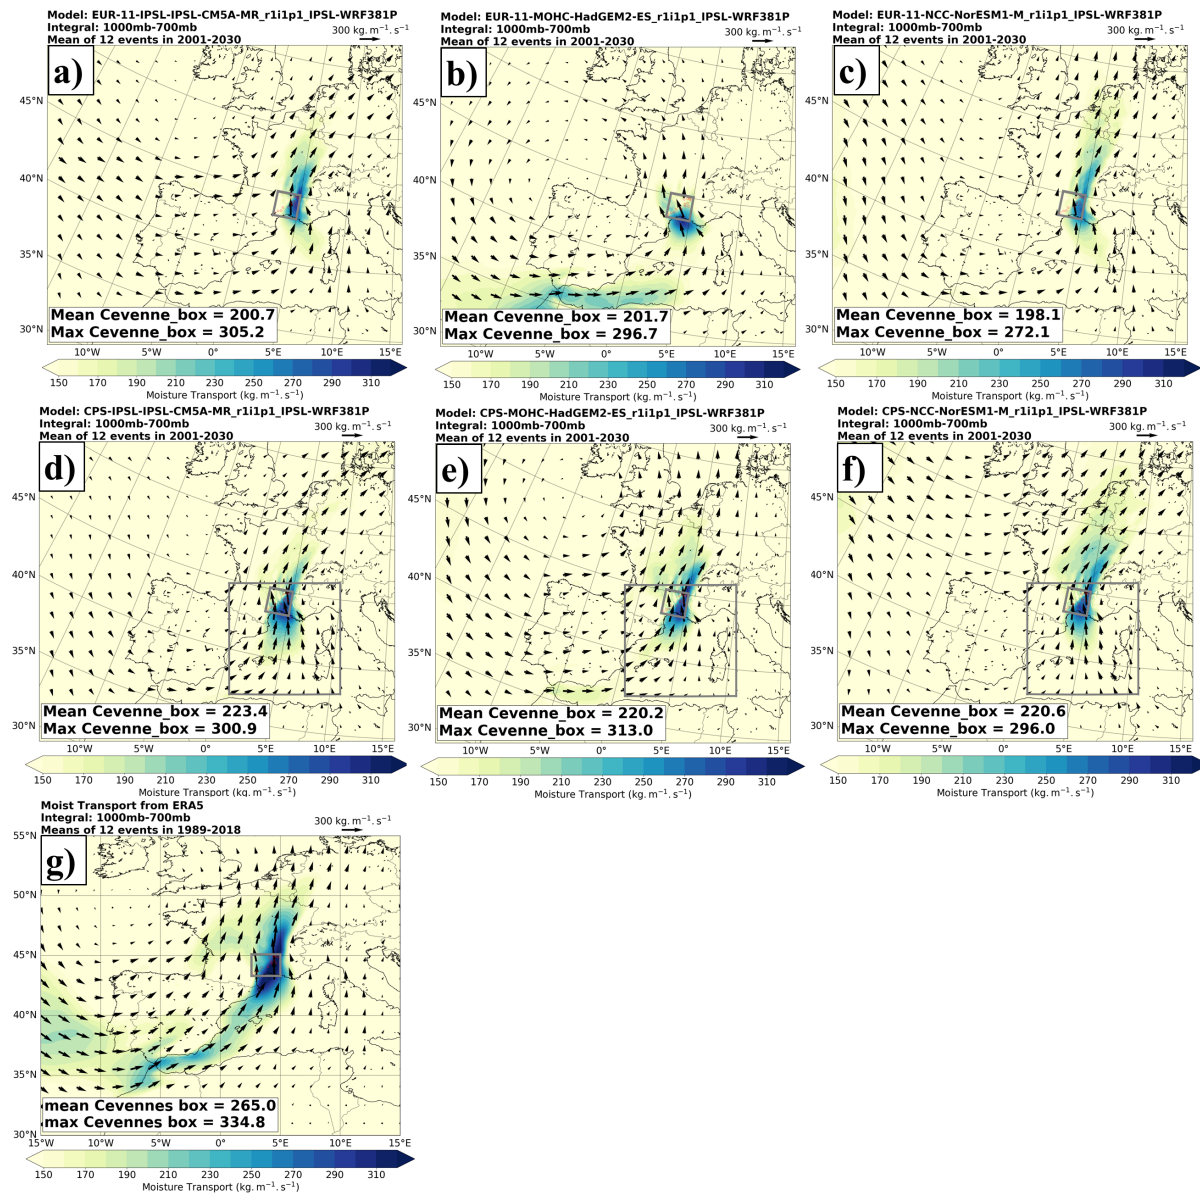 Model: EUR-11-IPSL-IPSL-CM5A-MR_r1i1p1_IPSL-WRF381P
Integral: 1000mb-700mb
Mean of 12 events in 2001-2030
300 kg. m⁻¹. s⁻¹
a)
45°N
40°N
35°N
30°N
Mean Cevenne_box = 200.7
Max Cevenne_box = 305.2
10°W 5°W 0° 5°E 10°E 15°E
150 170 190 210 230 250 270 290 310
Moisture Transport (kg. m⁻¹. s⁻¹)
Model: EUR-11-MOHC-HadGEM2-ES_r1i1p1_IPSL-WRF381P
Integral: 1000mb-700mb
Mean of 12 events in 2001-2030
300 kg. m⁻¹. s⁻¹
b)
45°N
40°N
35°N
30°N
Mean Cevenne_box = 201.7
Max Cevenne_box = 296.7
10°W 5°W 0° 5°E 10°E 15°E
150 170 190 210 230 250 270 290 310
Moisture Transport (kg. m⁻¹. s⁻¹)
Model: EUR-11-NCC-NorESM1-M_r1i1p1_IPSL-WRF381P
Integral: 1000mb-700mb
Mean of 12 events in 2001-2030
300 kg. m⁻¹. s⁻¹
c)
45°N
40°N
35°N
30°N
Mean Cevenne_box = 198.1
Max Cevenne_box = 272.1
10°W 5°W 0° 5°E 10°E 15°E
150 170 190 210 230 250 270 290 310
Moisture Transport (kg. m⁻¹. s⁻¹)
Model: CPS-IPSL-IPSL-CM5A-MR_r1i1p1_IPSL-WRF381P
Integral: 1000mb-700mb
Mean of 12 events in 2001-2030
300 kg. m⁻¹. s⁻¹
d)
45°N
40°N
35°N
30°N
Mean Cevenne_box = 223.4
Max Cevenne_box = 300.9
10°W 5°W 0° 5°E 10°E 15°E
150 170 190 210 230 250 270 290 310
Moisture Transport (kg. m⁻¹. s⁻¹)
Model: CPS-MOHC-HadGEM2-ES_r1i1p1_IPSL-WRF381P
Integral: 1000mb-700mb
Mean of 12 events in 2001-2030
300 kg. m⁻¹. s⁻¹
e)
45°N
40°N
35°N
30°N
Mean Cevenne_box = 220.2
Max Cevenne_box = 313.0
10°W 5°W 0° 5°E 10°E 15°E
150 170 190 210 230 250 270 290 310
Moisture Transport (kg. m⁻¹. s⁻¹)
Model: CPS-NCC-NorESM1-M_r1i1p1_IPSL-WRF381P
Integral: 1000mb-700mb
Mean of 12 events in 2001-2030
300 kg. m⁻¹. s⁻¹
f)
45°N
40°N
35°N
30°N
Mean Cevenne_box = 220.6
Max Cevenne_box = 296.0
10°W 5°W 0° 5°E 10°E 15°E
150 170 190 210 230 250 270 290 310
Moisture Transport (kg. m⁻¹. s⁻¹)
Moist Transport from ERA5
Integral: 1000mb-700mb
Means of 12 events in 1989-2018
300 kg. m⁻¹. s⁻¹
55°N
g)
50°N
45°N
40°N
35°N
30°N
mean Cevennes box = 265.0
max Cevennes box = 334.8
15°W 10°W 5°W 0° 5°E 10°E 15°E
150 170 190 210 230 250 270 290 310
Moisture Transport (kg. m⁻¹. s⁻¹)